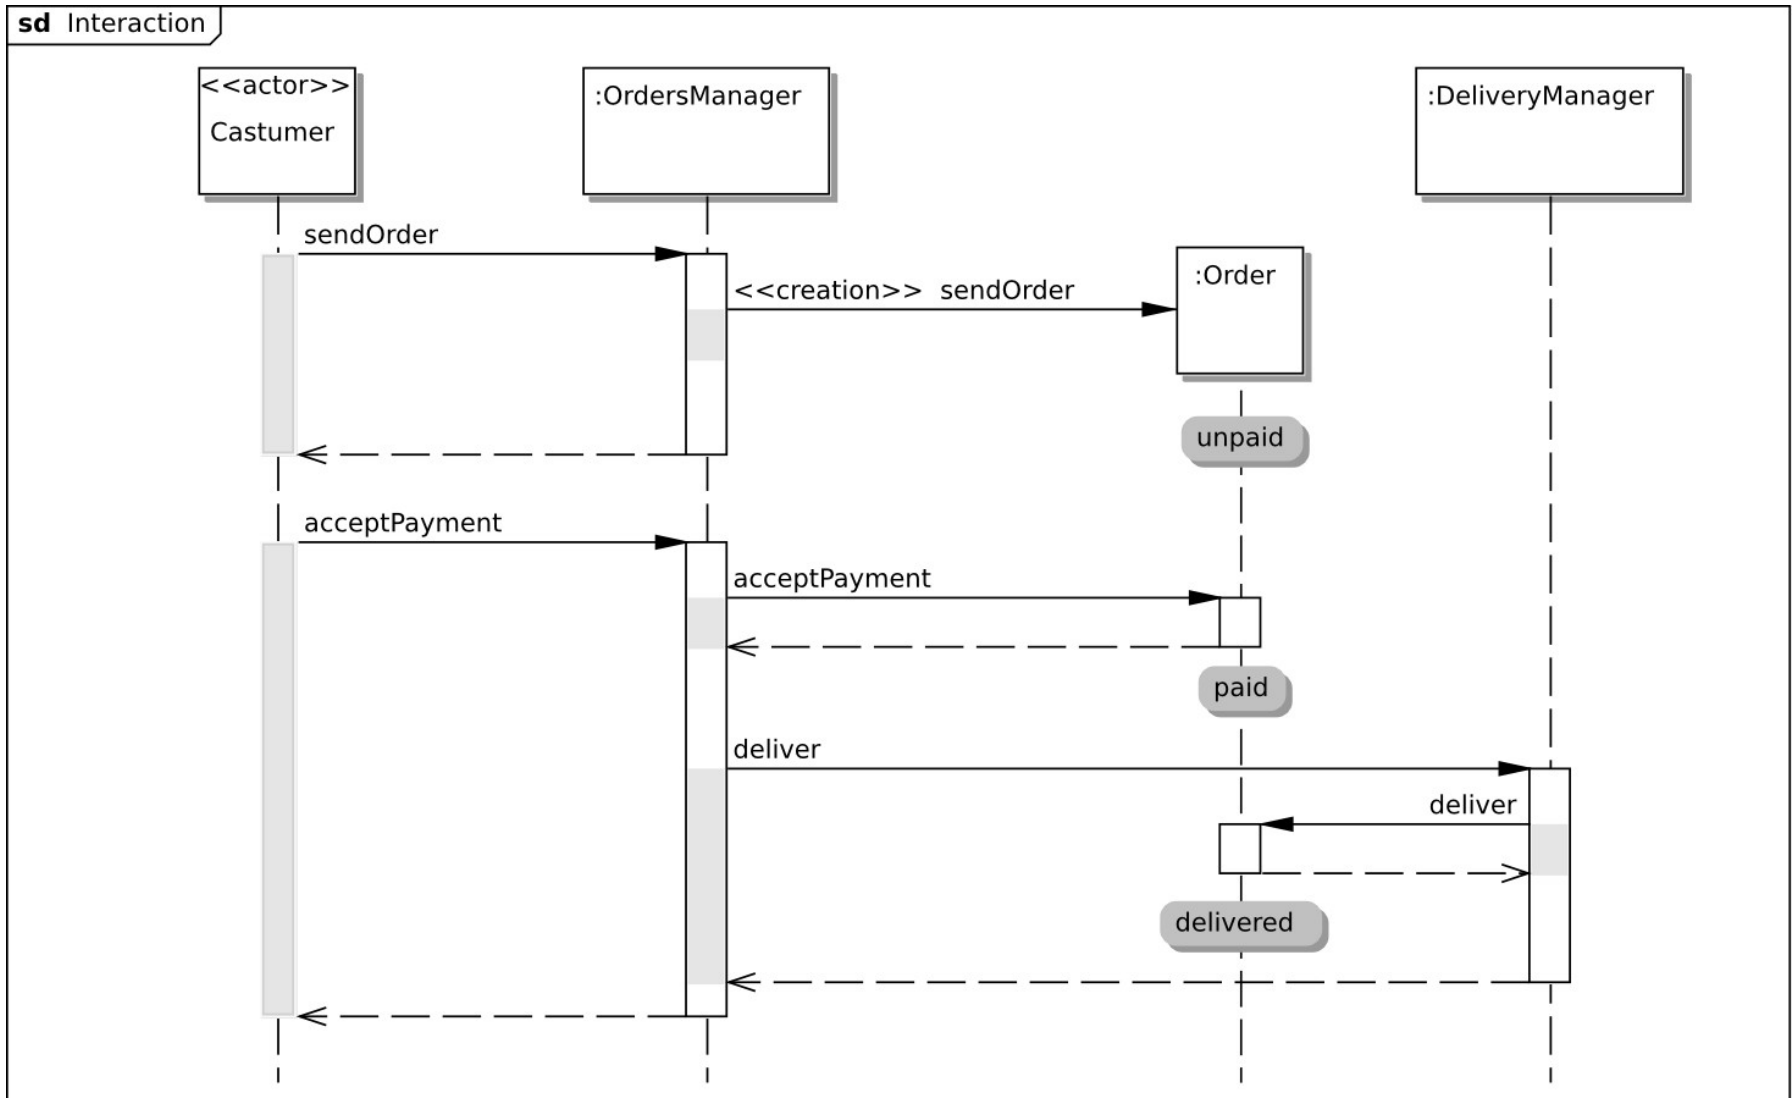 sd Interaction
<<actor>>
Castumer
:OrdersManager
:DeliveryManager
sendOrder
<<creation>> sendOrder
:Order
unpaid
acceptPayment
acceptPayment
paid
deliver
deliver
delivered